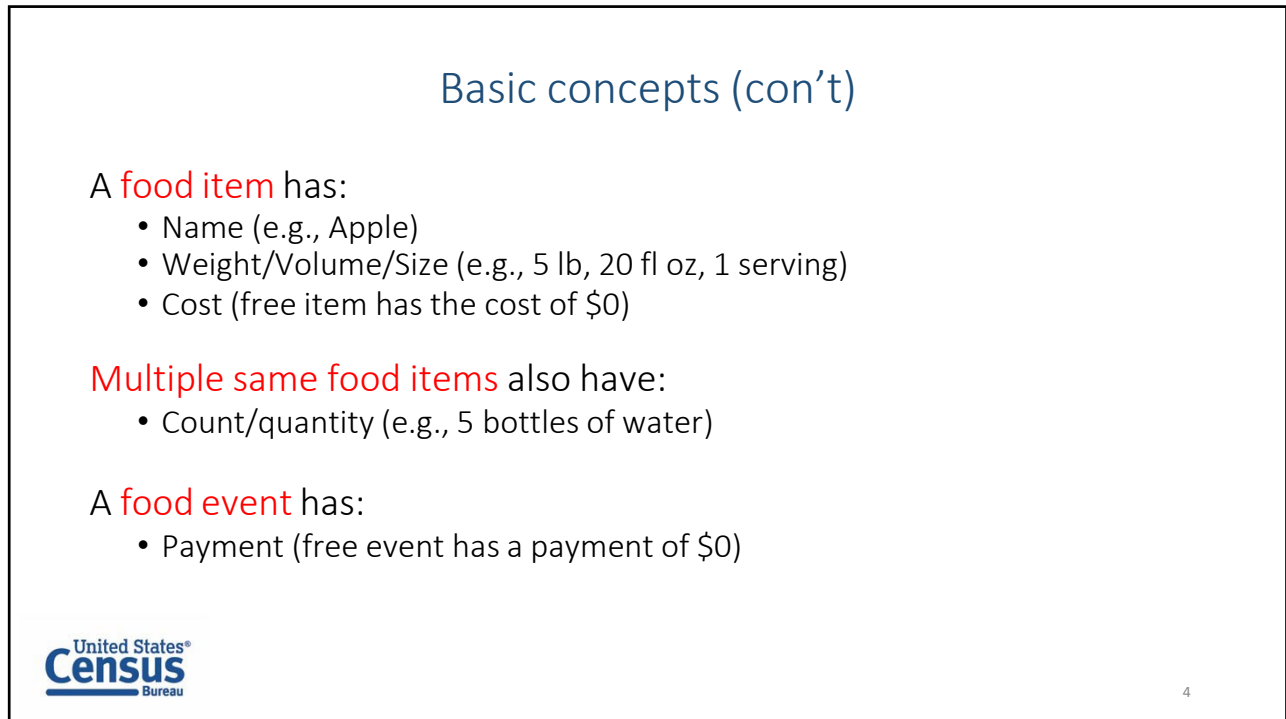 Basic concepts (con’t)
A food item has:
• Name (e.g., Apple)
• Weight/Volume/Size (e.g., 5 lb, 20 fl oz, 1 serving)
• Cost (free item has the cost of $0)
Multiple same food items also have:
• Count/quantity (e.g., 5 bottles of water)
A food event has:
• Payment (free event has a payment of $0)
United States®
Census
Bureau
4